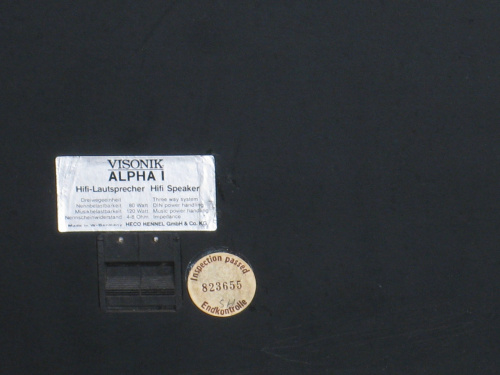 VISONIK
ALPHA I
Hifi-Lautsprecher Hifi Speaker
Drei-wegeeinheit Three way system
Nennbelastbarkeit 80 Watt DIN power handling
Musikbelastbarkeit 120 Watt Music power handling
Nennscheinwiderstand 4-8 Ohm Impedance
Made in W-Germany HECO HENNEL GmbH & Co. KG
Inspection passed
823655
Endkontrolle